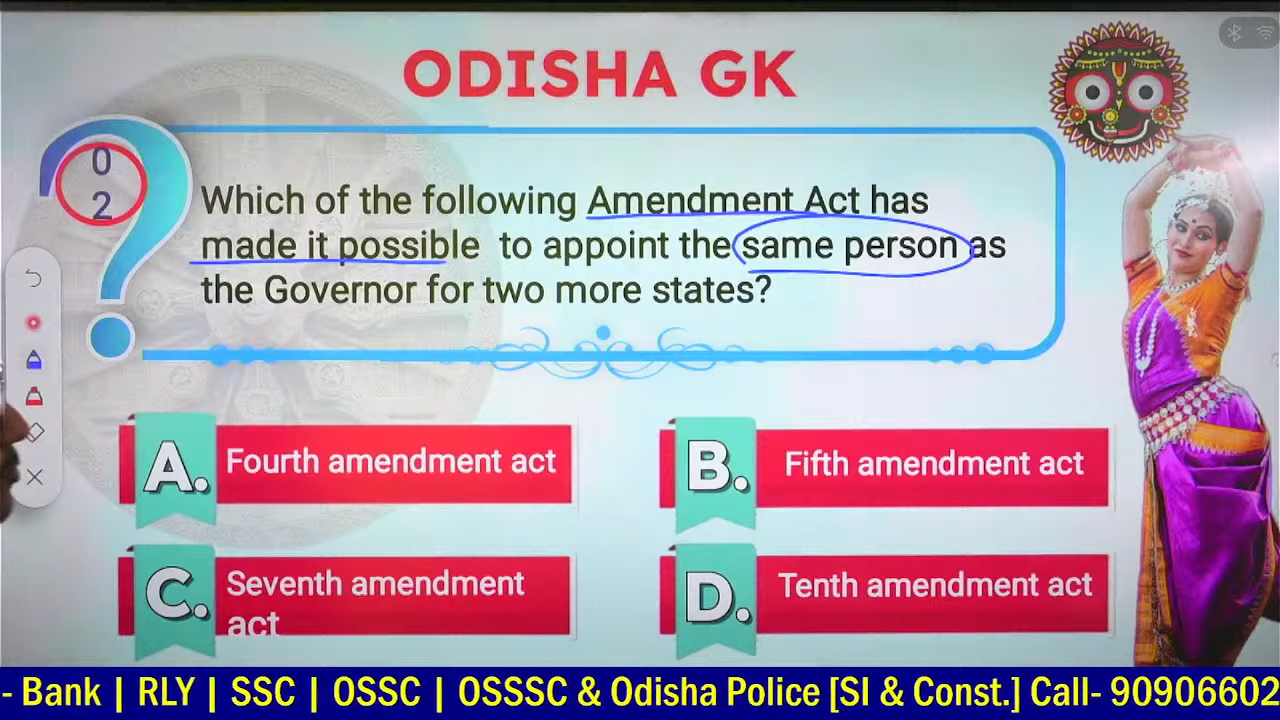 ODISHA GK
0
2
Which of the following Amendment Act has
made it possible to appoint the same person as
the Governor for two more states?
A. Fourth amendment act
B. Fifth amendment act
C. Seventh amendment
act
D. Tenth amendment act
- Bank | RLY | SSC | OSSC | OSSSC & Odisha Police [SI & Const.] Call- 90906602